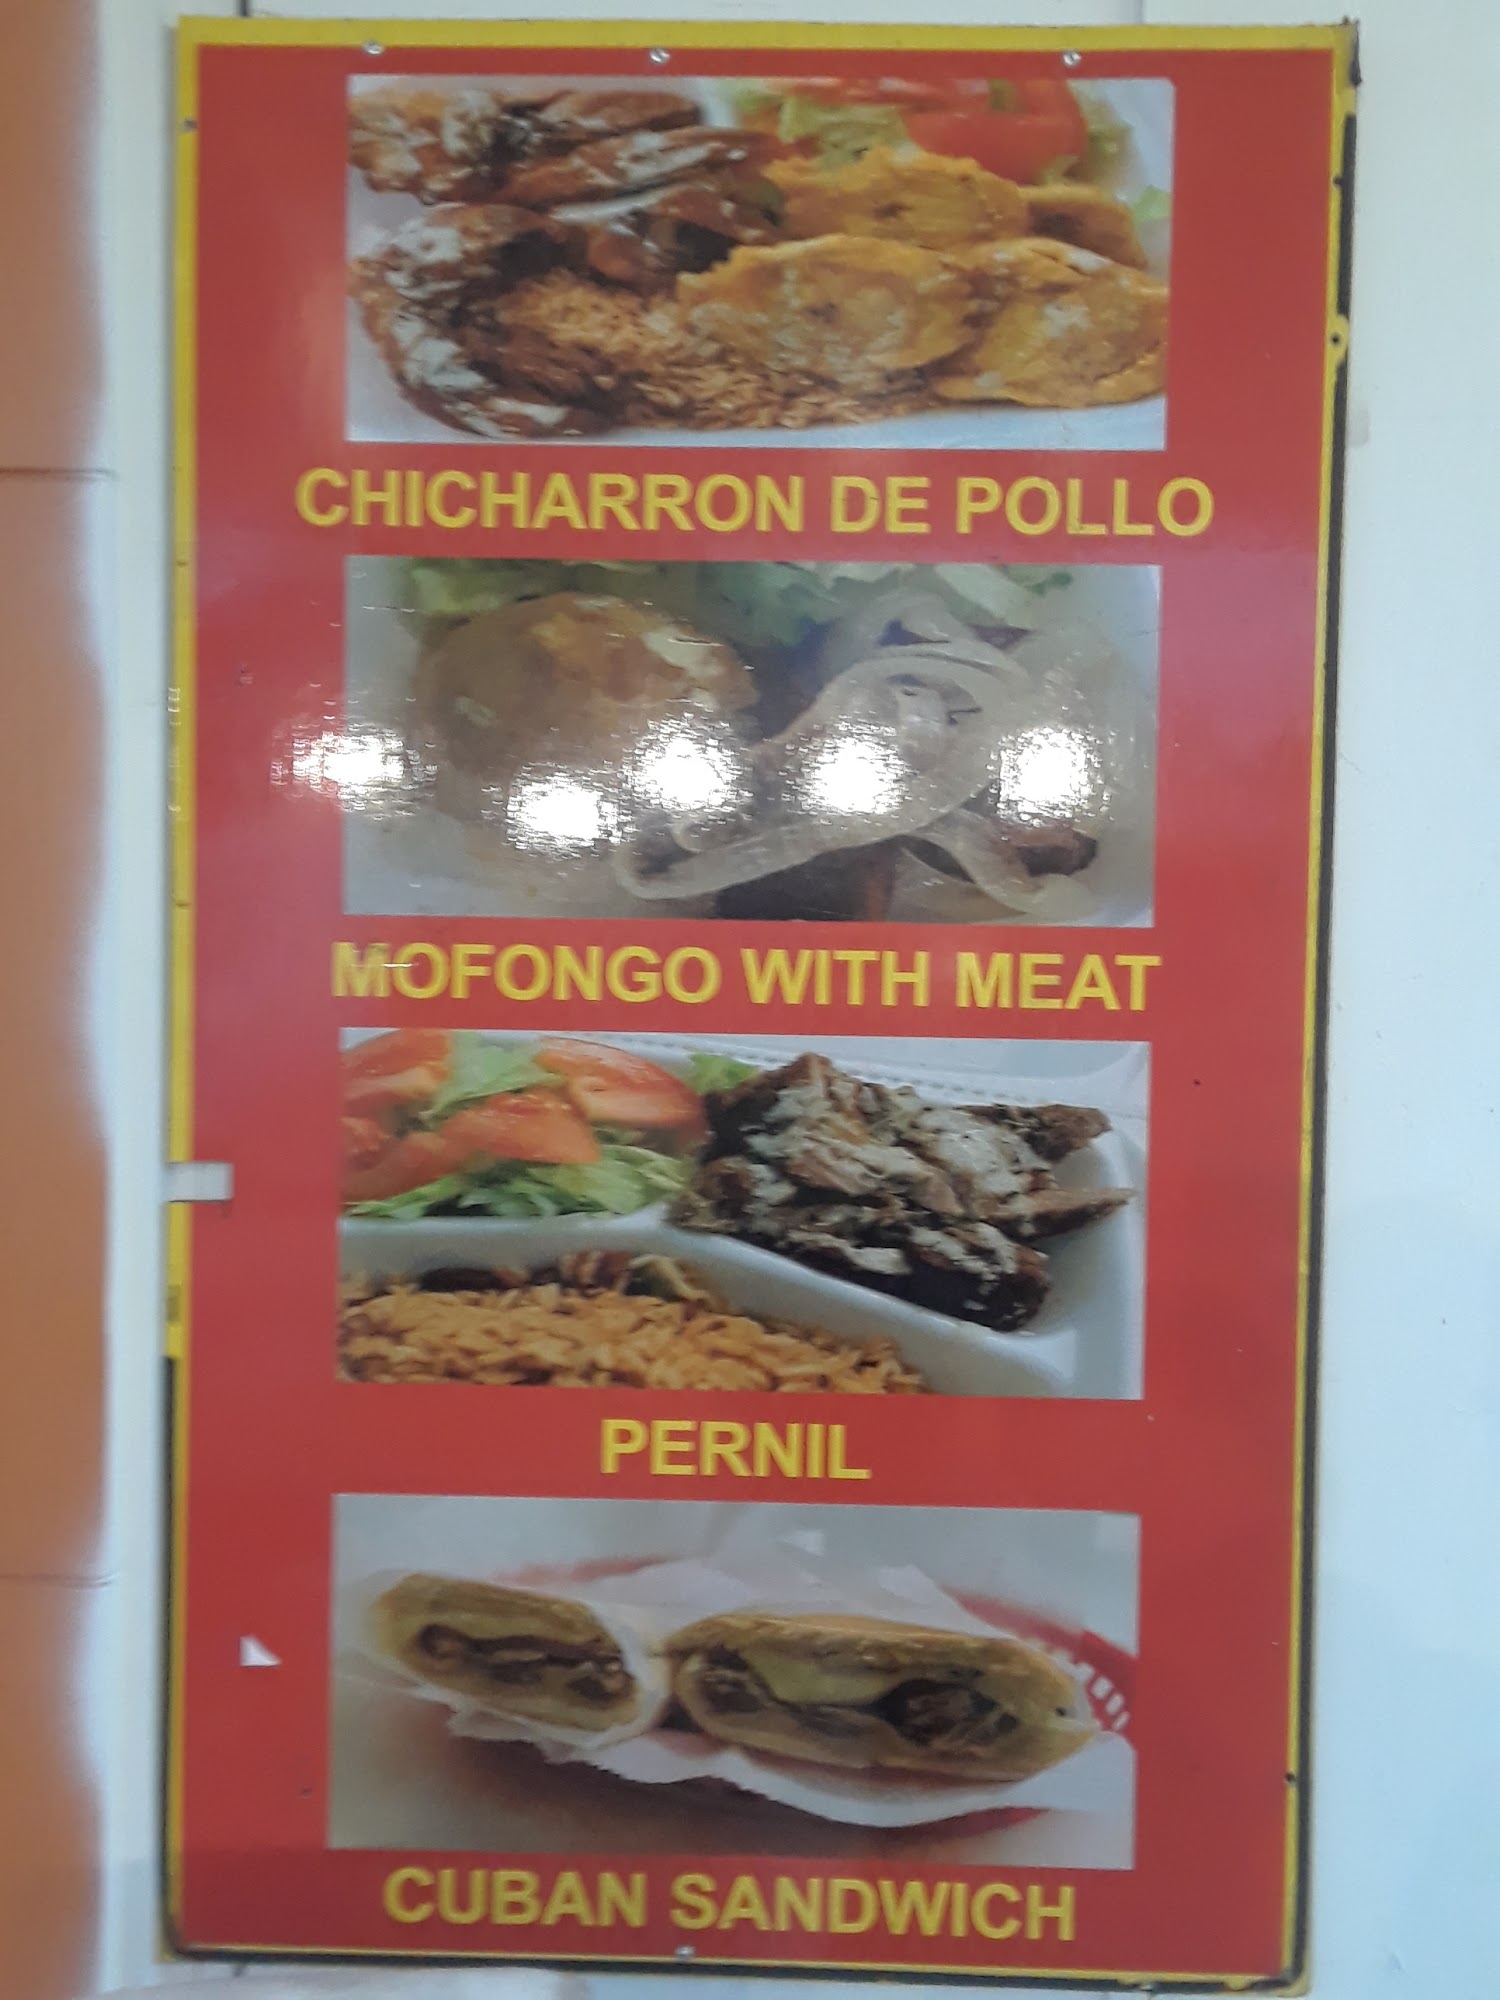 CHICHARRON DE POLLO
MOFONGO WITH MEAT
PERNIL
CUBAN SANDWICH